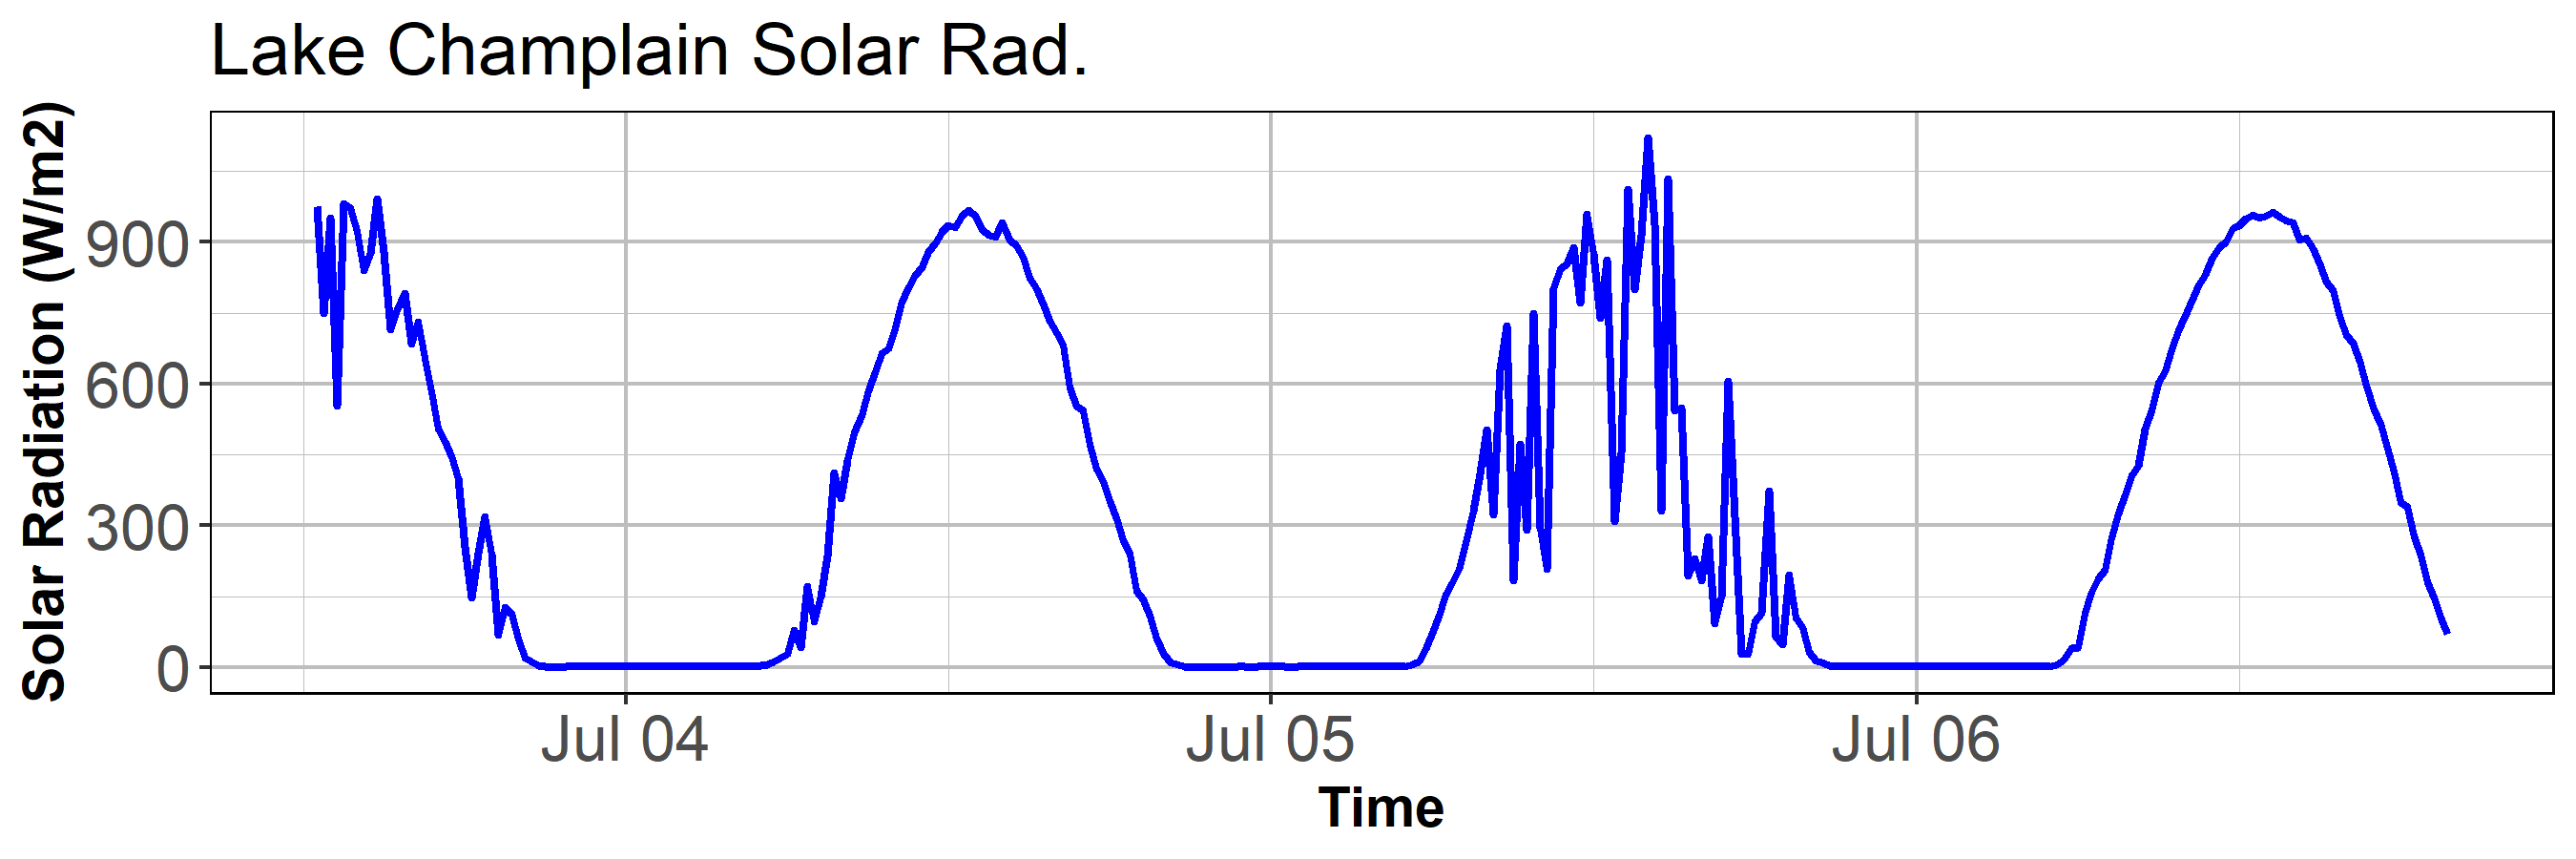 Lake Champlain Solar Rad.
Solar Radiation (W/m2)
900
600
300
0
Jul 04 Jul 05 Jul 06
Time